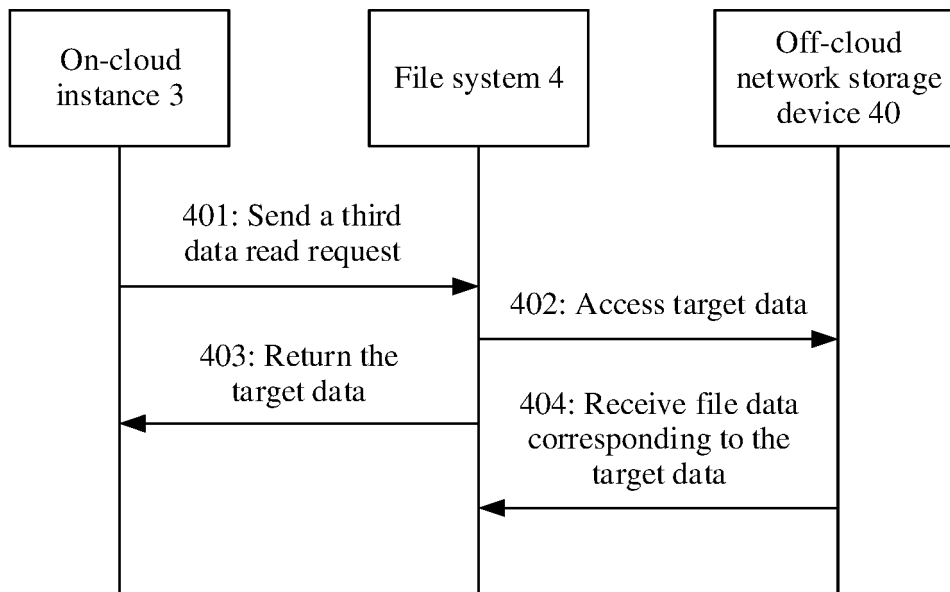 On-cloud
instance 3
File system 4
Off-cloud
network storage
device 40
401: Send a third
data read request
402: Access target data
403: Return the
target data
404: Receive file data
corresponding to the
target data